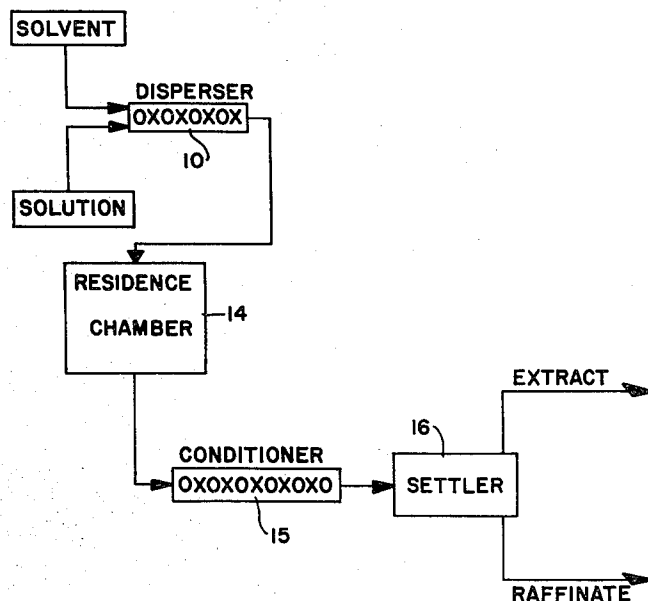 SOLVENT
DISPERSER
OXOXOXOX
10
SOLUTION
RESIDENCE
CHAMBER
14
EXTRACT
16
CONDITIONER
OXOXOXOXOXO
SETTLER
15
RAFFINATE